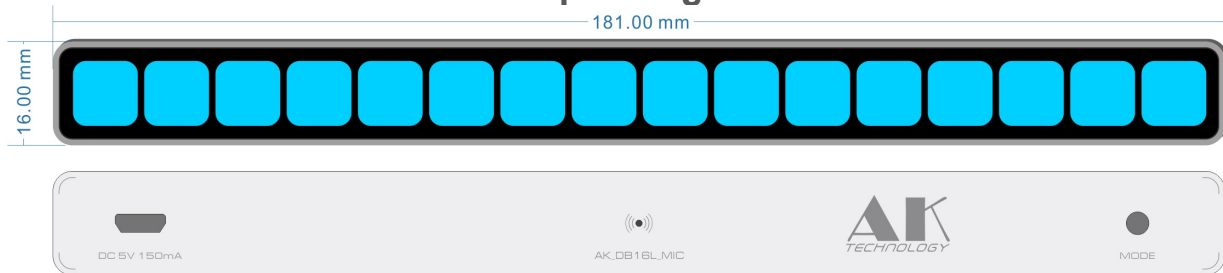 181.00 mm
16.00 mm
DC 5V 150mA
AK_DB16L_MIC
AK
TECHNOLOGY
MODE